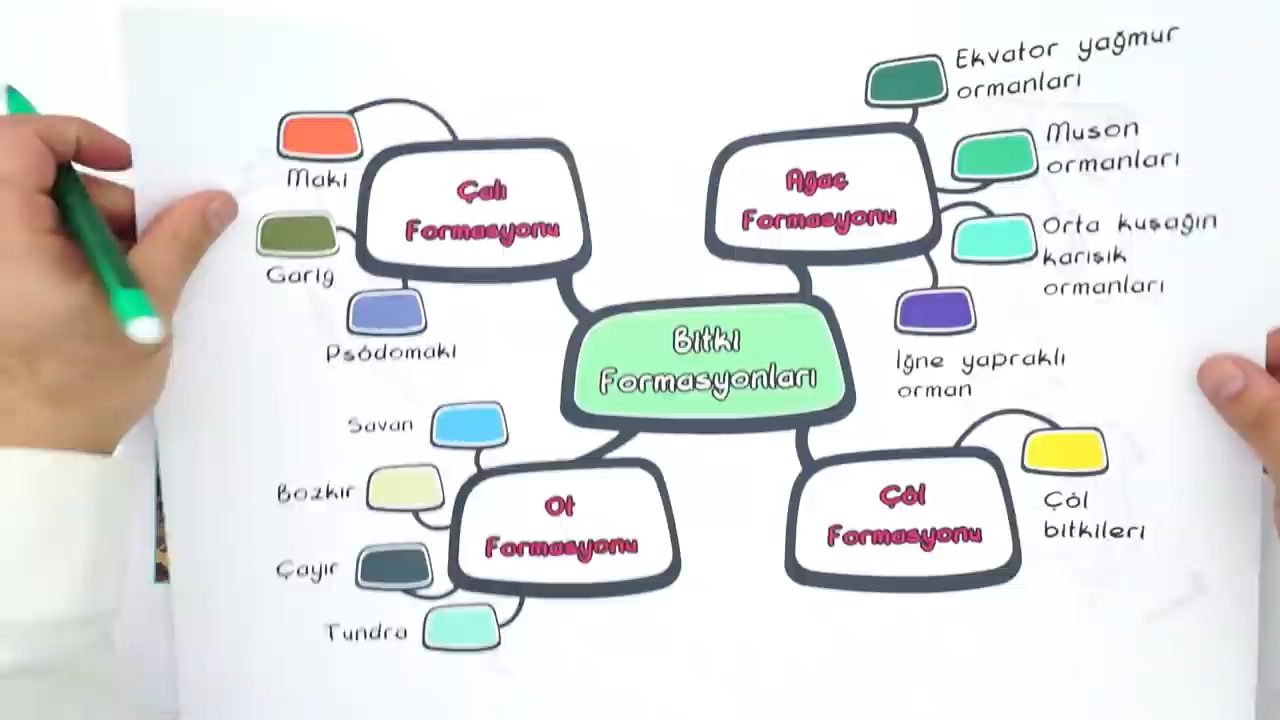 Bitki
Formasyonları
Çalı
Formasyonu
Maki
Garig
Psödomaki
Ağaç
Formasyonu
Ekvator yağmur
ormanları
Muson
ormanları
Orta kuşağın
karışık
ormanları
İğne yapraklı
orman
Ot
Formasyonu
Savan
Bozkır
Çayır
Tundra
Çöl
Formasyonu
Çöl
bitkileri